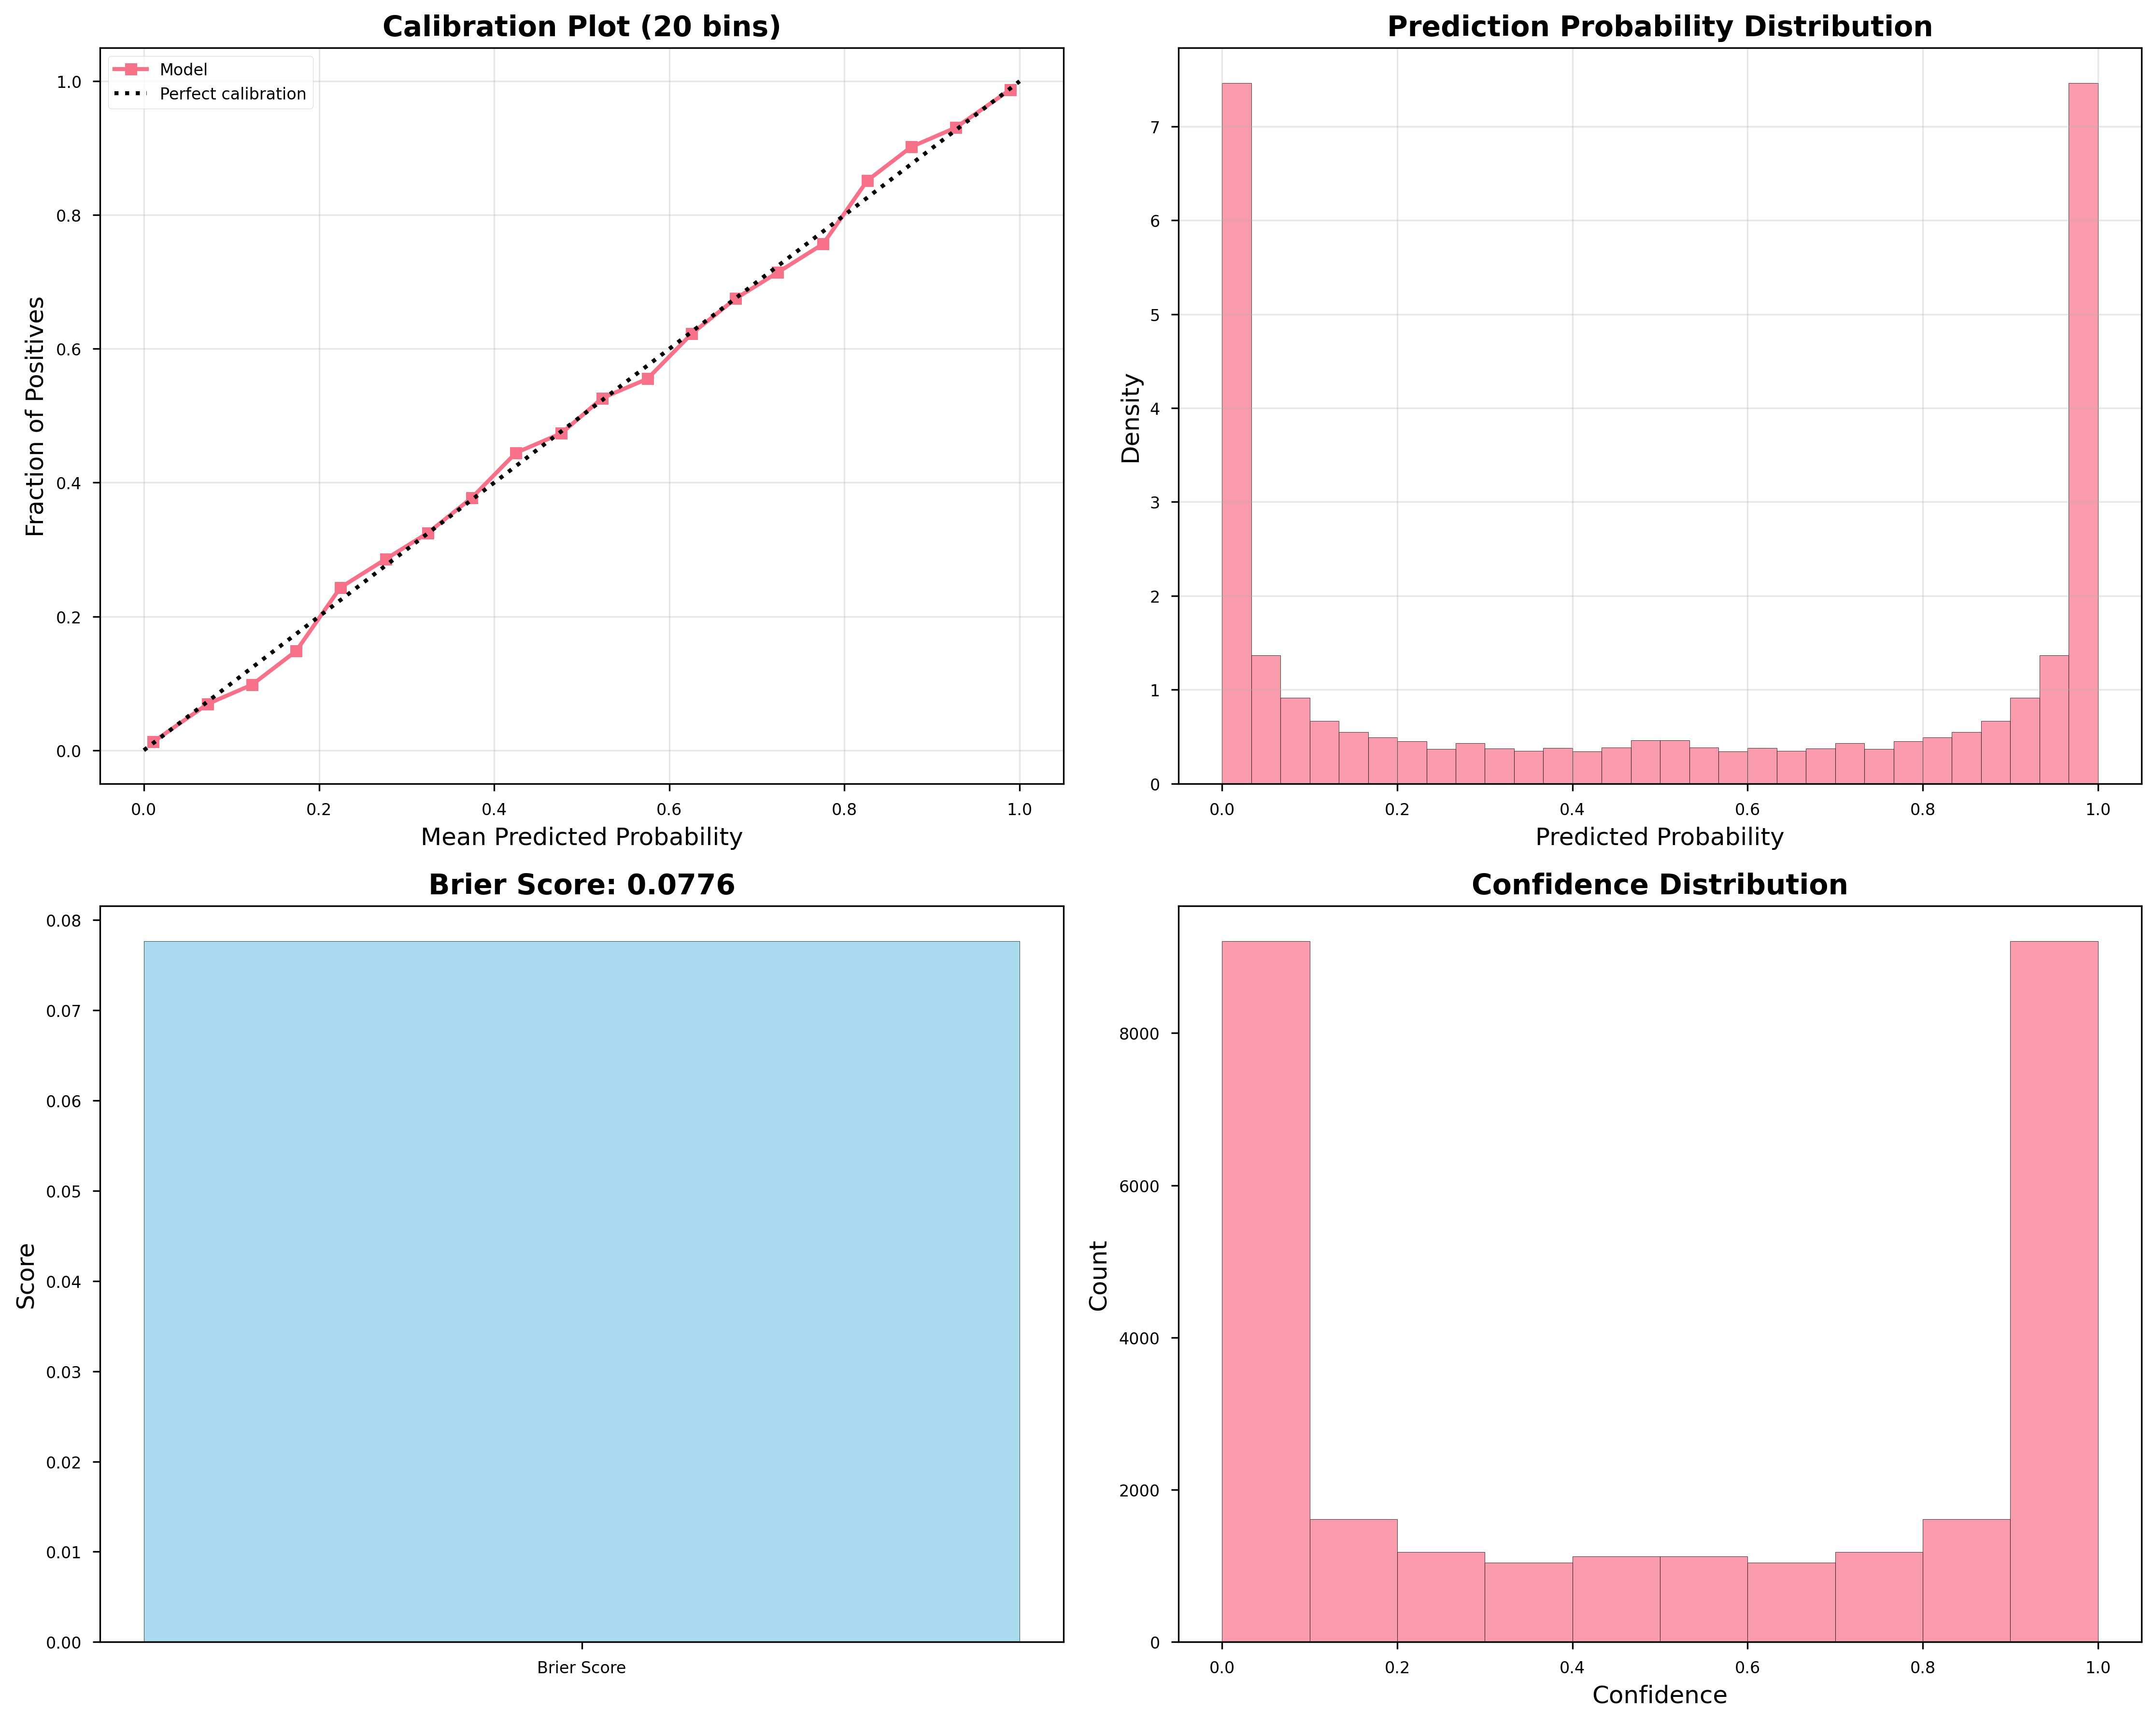 Calibration Plot (20 bins)
Model
Perfect calibration
1.0
0.8
0.6
0.4
0.2
0.0
Fraction of Positives
0.0 0.2 0.4 0.6 0.8 1.0
Mean Predicted Probability
Prediction Probability Distribution
7
6
5
4
3
2
1
0
Density
0.0 0.2 0.4 0.6 0.8 1.0
Predicted Probability
Brier Score: 0.0776
0.08
0.07
0.06
0.05
0.04
0.03
0.02
0.01
0.00
Score
Brier Score
Confidence Distribution
8000
6000
4000
2000
0
Count
0.0 0.2 0.4 0.6 0.8 1.0
Confidence